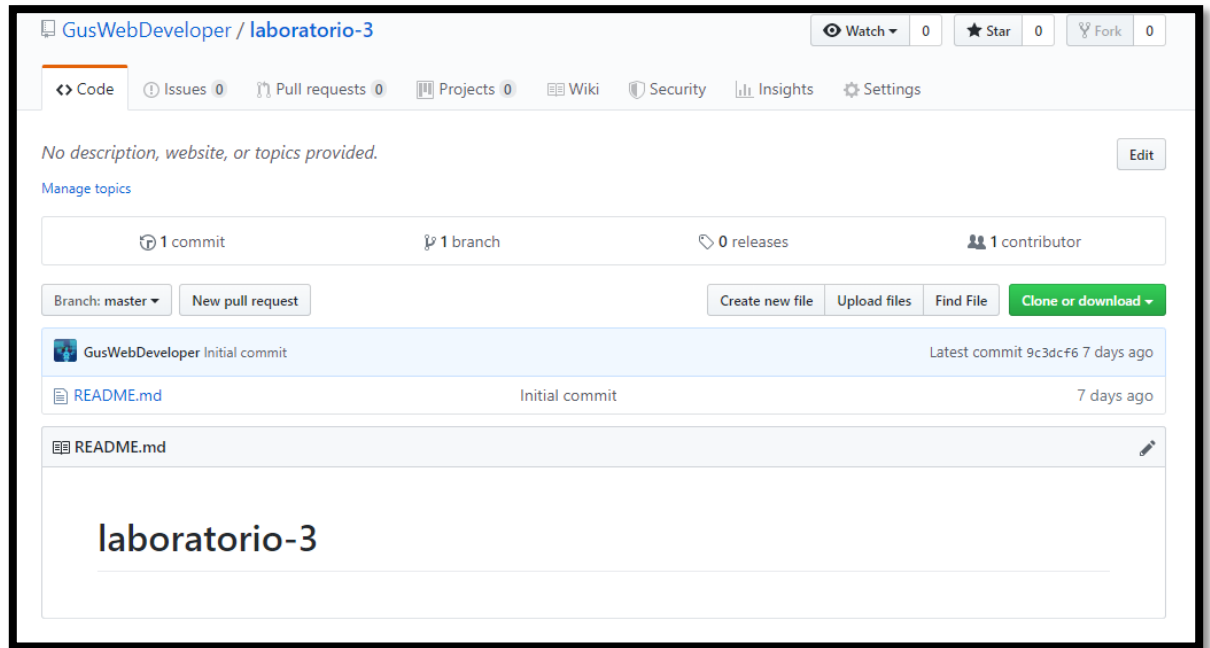 GusWebDeveloper / laboratorio-3 Watch 0 Star 0 Fork 0
Code Issues 0 Pull requests 0 Projects 0 Wiki Security Insights Settings
No description, website, or topics provided. Edit
Manage topics
1 commit 1 branch 0 releases 1 contributor
Branch: master New pull request Create new file Upload files Find File Clone or download
GusWebDeveloper Initial commit Latest commit 9c3dcf6 7 days ago
README.md Initial commit 7 days ago
README.md
laboratorio-3